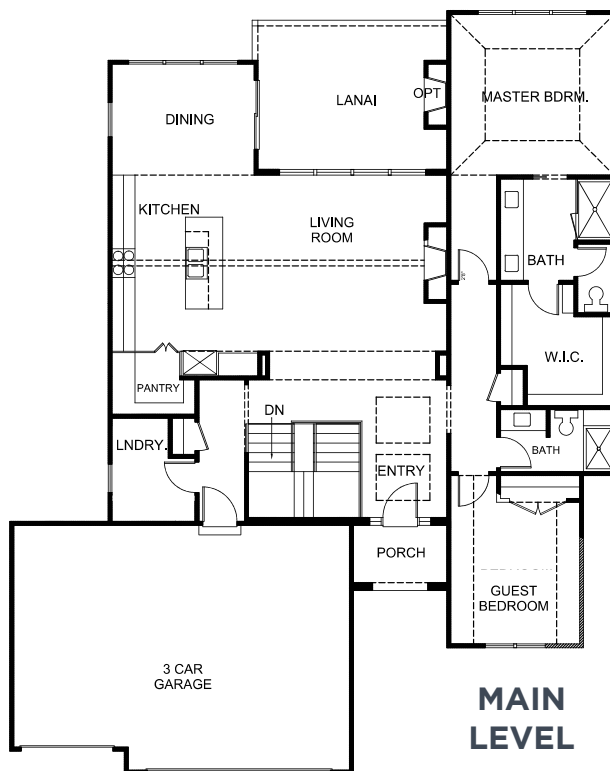 LANAI
OPT
MASTER BDRM.
DINING
KITCHEN
LIVING
ROOM
BATH
W.I.C.
PANTRY
DN
LNDRY.
ENTRY
BATH
PORCH
GUEST
BEDROOM
3 CAR
GARAGE
MAIN
LEVEL